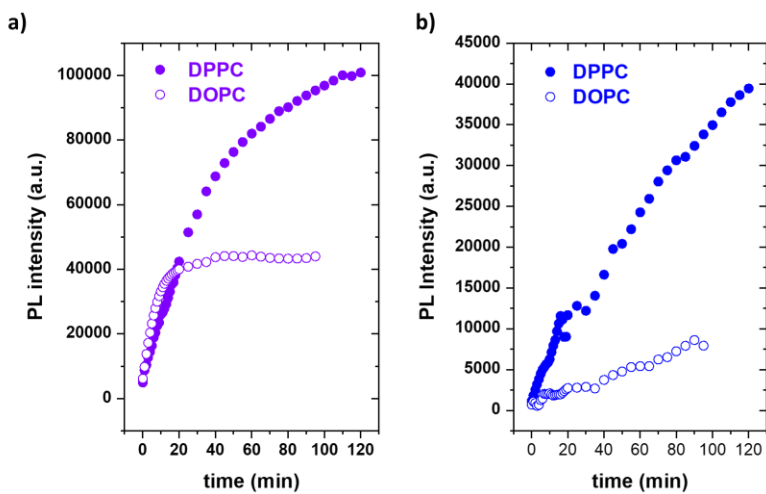 a)
DPPC
DOPC
100000
80000
60000
40000
20000
0
PL intensity (a.u.)
0 20 40 60 80 100 120
time (min)
b)
DPPC
DOPC
45000
40000
35000
30000
25000
20000
15000
10000
5000
0
PL Intensity (a.u.)
0 20 40 60 80 100 120
time (min)